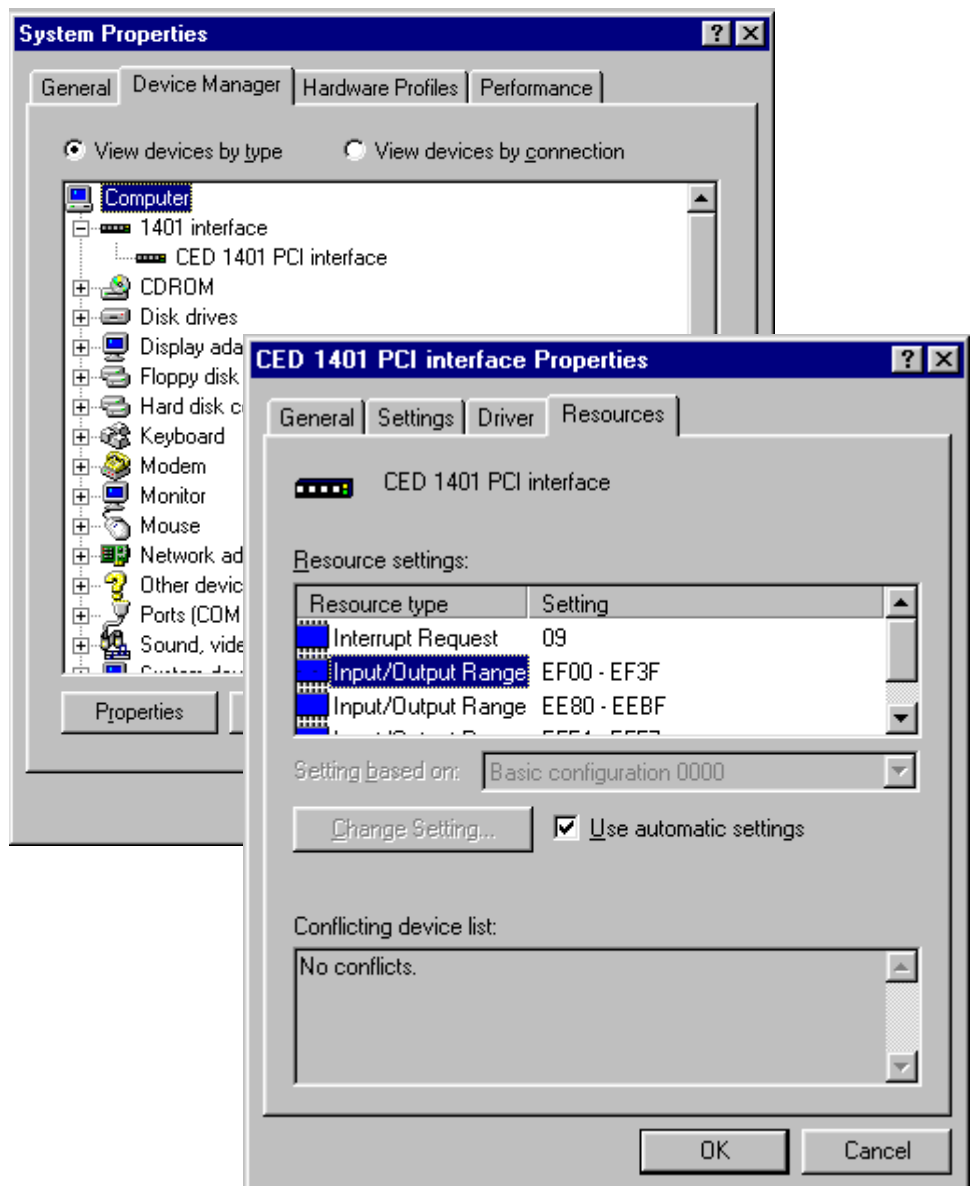 System Properties
General Device Manager Hardware Profiles Performance
View devices by type View devices by connection
Computer
1401 interface
CED 1401 PCI interface
CDROM
Disk drives
Display ada
Floppy disk
Hard disk c
Keyboard
Modem
Monitor
Mouse
Network ad
Other devic
Ports (COM
Sound, vide
Properties
CED 1401 PCI interface Properties
General Settings Driver Resources
CED 1401 PCI interface
Resource settings:
Resource type Setting
Interrupt Request 09
Input/Output Range EF00 - EF3F
Input/Output Range EE80 - EEBF
Setting based on: Basic configuration 0000
Change Setting... Use automatic settings
Conflicting device list:
No conflicts.
OK Cancel